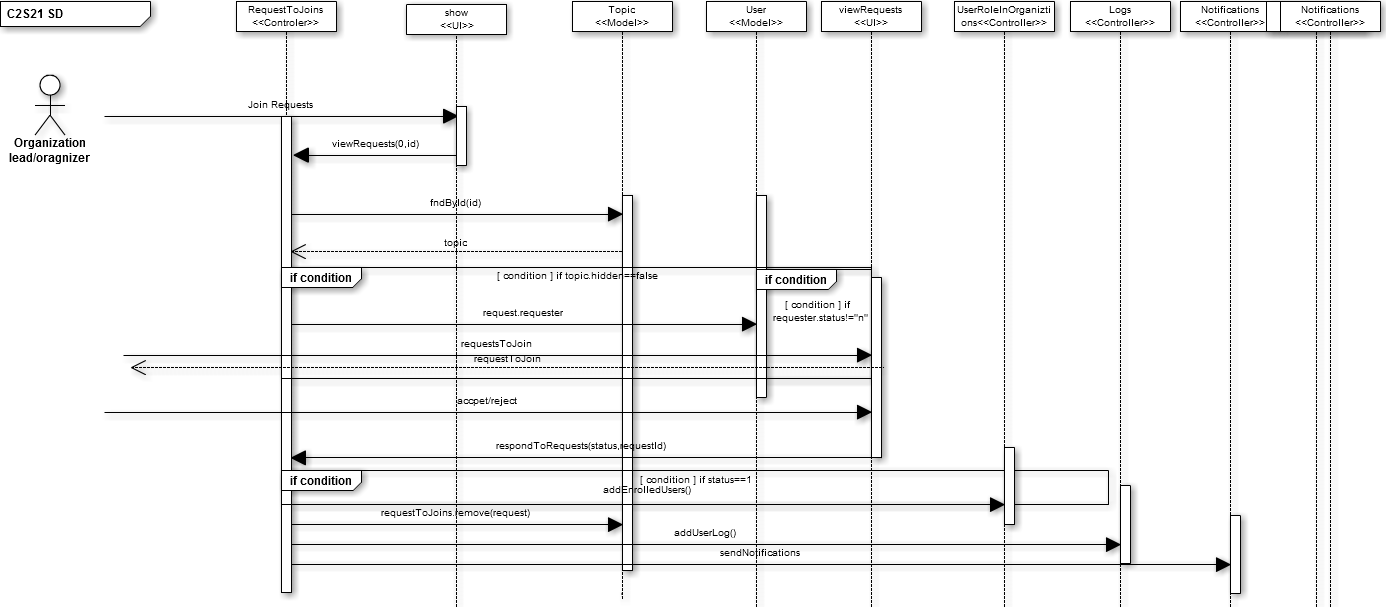 C2S21 SD
RequestToJoins
<<Controler>>
show
<<UI>>
Topic
<<Model>>
User
<<Model>>
viewRequests
<<UI>>
UserRoleInOrganizti
ons<<Controller>>
Logs
<<Controller>>
Notifications
<<Controller>>
Notifications
<<Controller>>
Organization
lead/oragnizer
Join Requests
viewRequests(0,id)
fndById(id)
topic
if condition
[ condition ] if topic.hidden==false
if condition
[ condition ] if
requester.status!="n"
request.requester
requestsToJoin
requestToJoin
accpet/reject
respondToRequests(status,requestId)
if condition
[ condition ] if status==1
addEnrolledUsers()
requestToJoins.remove(request)
addUserLog()
sendNotifications